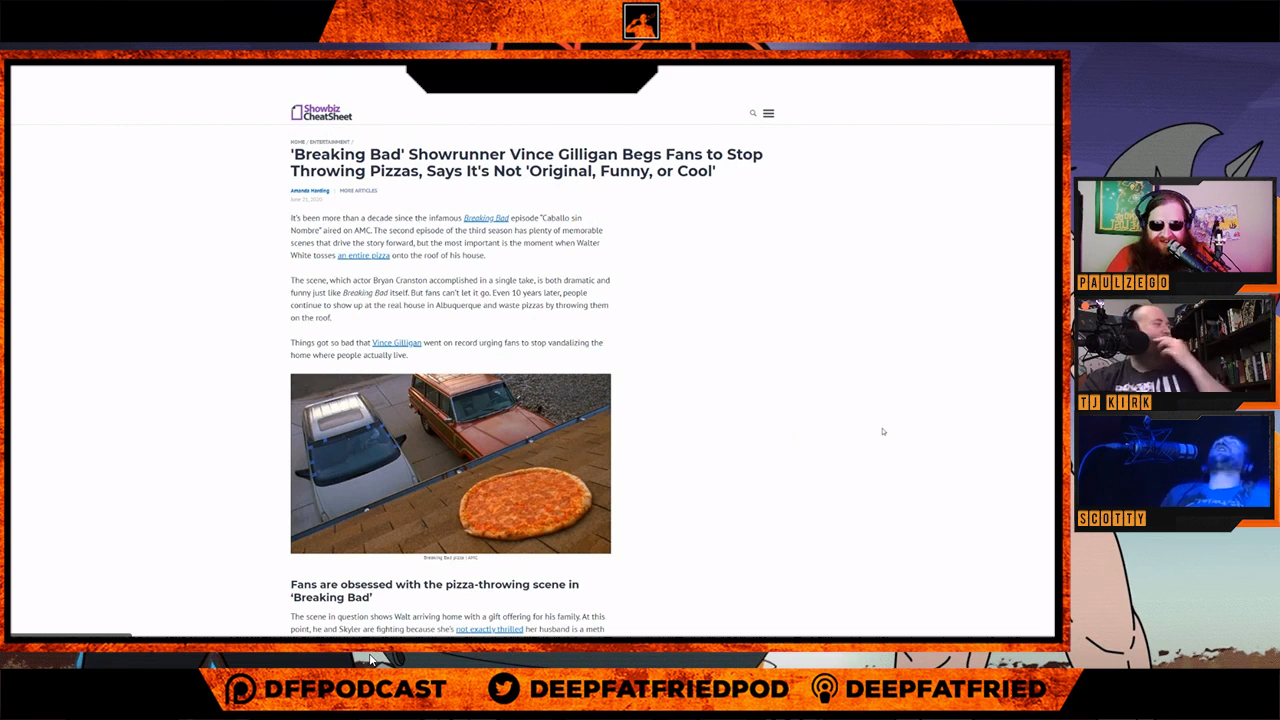 Showbiz
CheatSheet
HOME / ENTERTAINMENT /
'Breaking Bad' Showrunner Vince Gilligan Begs Fans to Stop
Throwing Pizzas, Says It's Not 'Original, Funny, or Cool'
Amanda Harding | MORE ARTICLES
June 23, 2020
It's been more than a decade since the infamous Breaking Bad episode "Caballo sin
Nombre" aired on AMC. The second episode of the third season has plenty of memorable
scenes that drive the story forward, but the most important is the moment when Walter
White tosses an entire pizza onto the roof of his house.
The scene, which actor Bryan Cranston accomplished in a single take, is both dramatic and
funny just like Breaking Bad itself. But fans can't let it go. Even 10 years later, people
continue to show up at the real house in Albuquerque and waste pizzas by throwing them
on the roof.
Things got so bad that Vince Gilligan went on record urging fans to stop vandalizing the
home where people actually live.
Breaking Bad pizza | AMC
Fans are obsessed with the pizza-throwing scene in
'Breaking Bad'
The scene in question shows Walt arriving home with a gift offering for his family. At this
point, he and Skyler are fighting because she's not exactly thrilled her husband is a meth
PAULZEGO
TJ KIRK
SCOTTY
DFFPODCAST
DEEPFATFRIEDPOD
DEEPFATFRIED